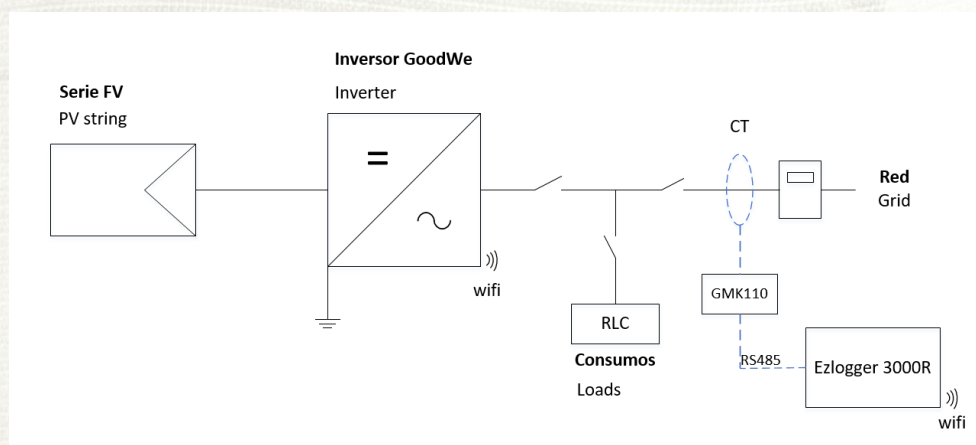 Serie FV
PV string
Inversor GoodWe
Inverter
wifi
CT
Red
Grid
GMK110
RLC
Consumos
Loads
RS485
Ezlogger 3000R
wifi